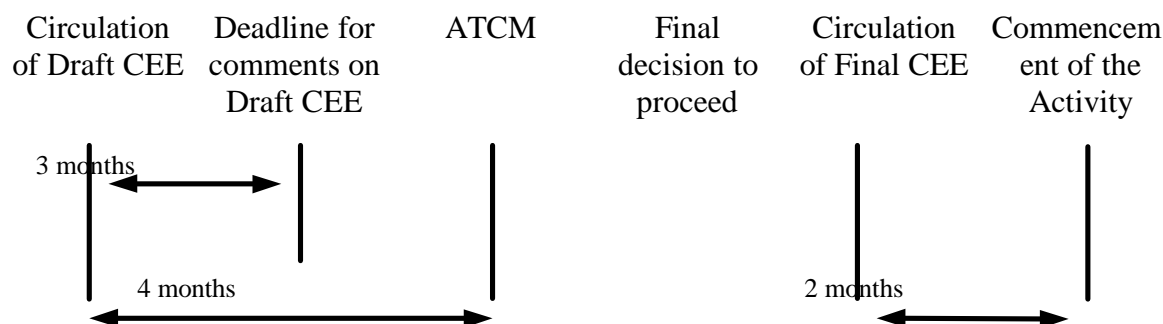 Circulation
of Draft CEE
Deadline for
comments on
Draft CEE
ATCM
Final
decision to
proceed
Circulation
of Final CEE
Commencem
ent of the
Activity
3 months
4 months
2 months